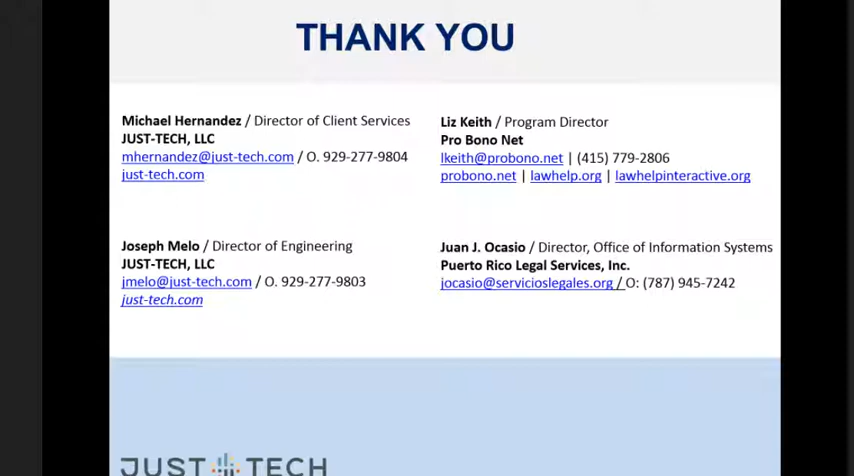 THANK YOU
Michael Hernandez / Director of Client Services
JUST-TECH, LLC
mhernandez@just-tech.com / O. 929-277-9804
just-tech.com
Liz Keith / Program Director
Pro Bono Net
lkeith@probono.net | (415) 779-2806
probono.net | lawhelp.org | lawhelpinteractive.org
Joseph Melo / Director of Engineering
JUST-TECH, LLC
jmelo@just-tech.com / O. 929-277-9803
just-tech.com
Juan J. Ocasio / Director, Office of Information Systems
Puerto Rico Legal Services, Inc.
jocasio@servicioslegales.org / O: (787) 945-7242
JUST TECH